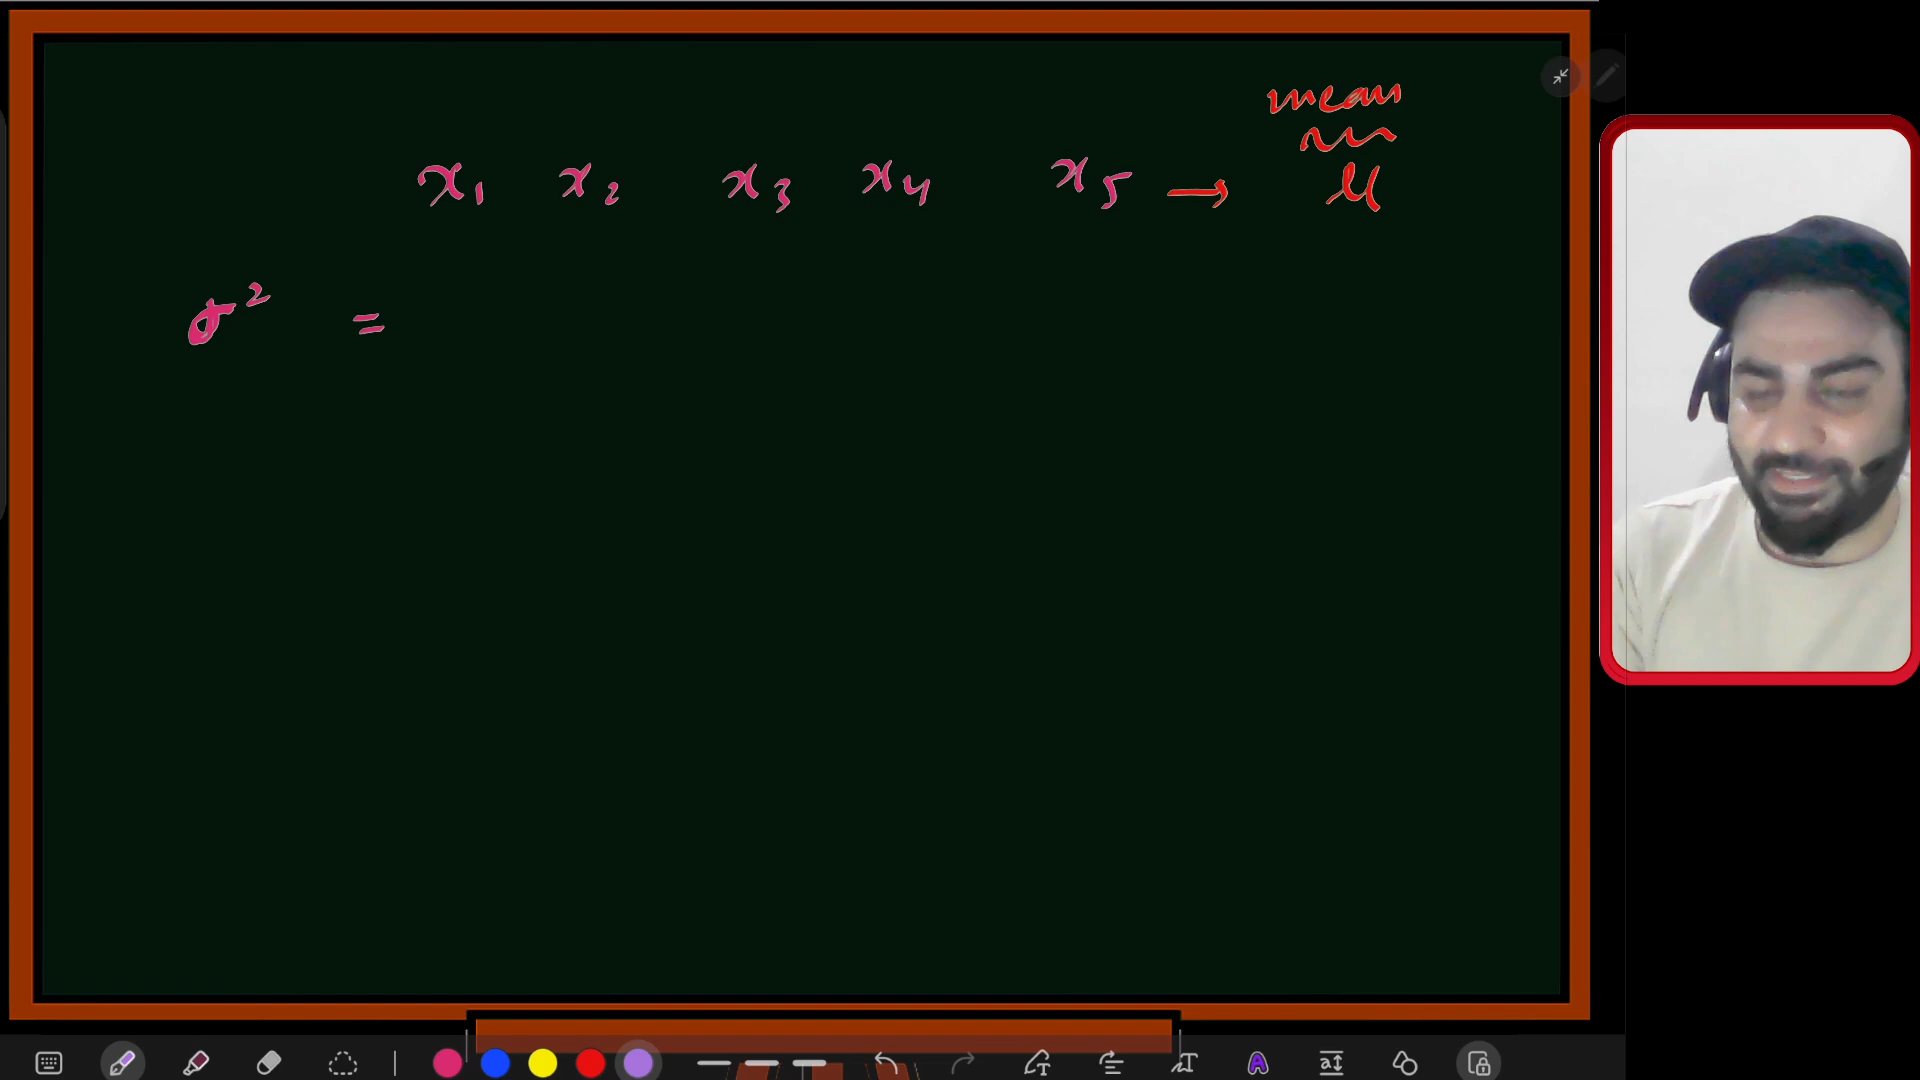 mean
x₁ x₂ x₃ x₄ x₅ → μ
σ² =